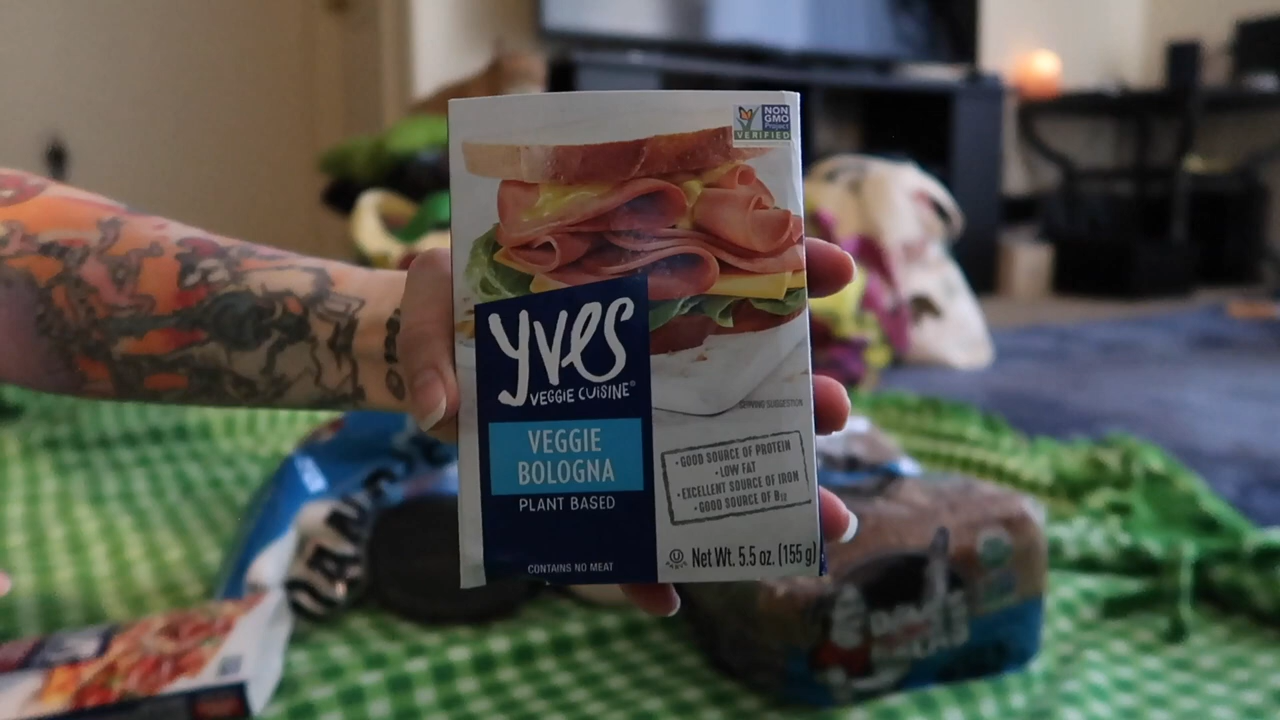 NON
GMO
Project
VERIFIED
yves
VEGGIE CUISINE®
VEGGIE
BOLOGNA
PLANT BASED
CONTAINS NO MEAT
SERVING SUGGESTION
• GOOD SOURCE OF PROTEIN
• LOW FAT
• EXCELLENT SOURCE OF IRON
• GOOD SOURCE OF B12
U
PAREVE
Net Wt. 5.5 oz. (155 g)